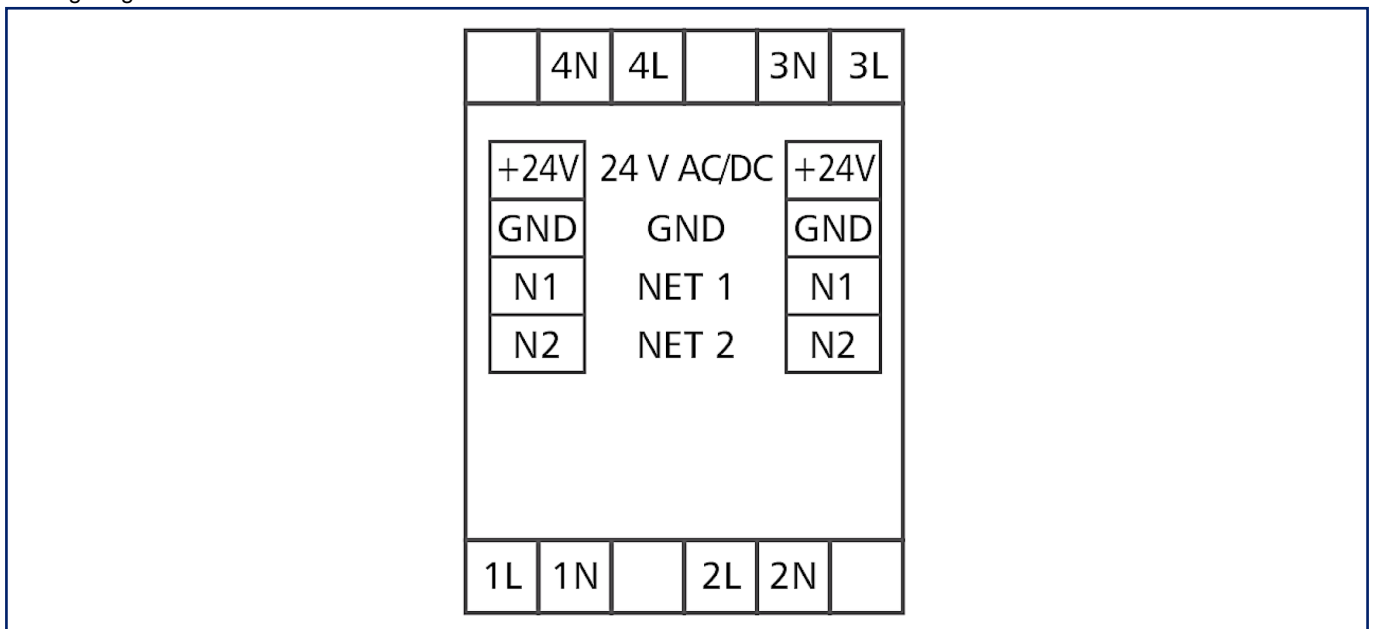 4N 4L 3N 3L
+24V 24 V AC/DC +24V
GND GND GND
N1 NET 1 N1
N2 NET 2 N2
1L 1N 2L 2N